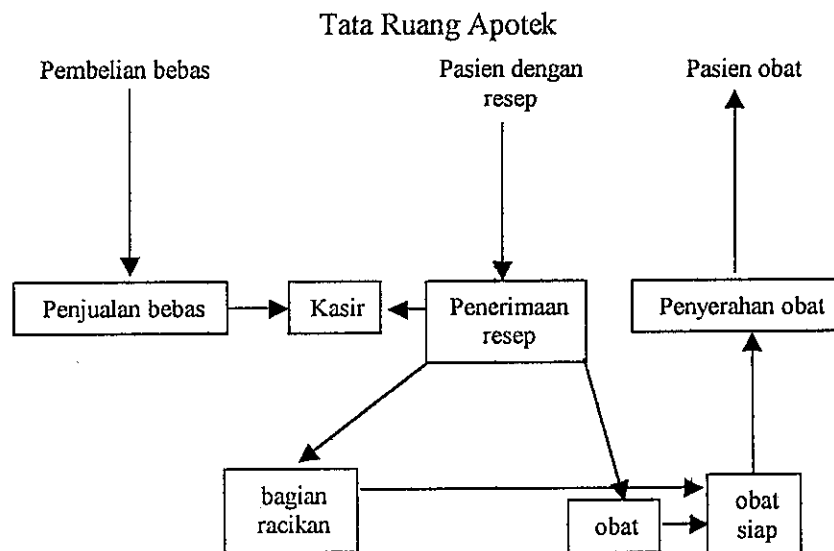 Tata Ruang Apotek
Pembelian bebas
Pasien dengan
resep
Pasien obat
Penjualan bebas
Kasir
Penerimaan
resep
Penyerahan obat
bagian
racikan
obat
obat
siap